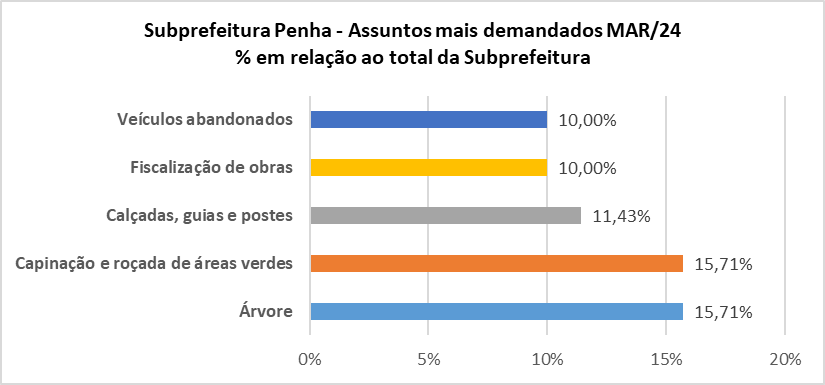 Subprefeitura Penha - Assuntos mais demandados MAR/24
% em relação ao total da Subprefeitura
Veículos abandonados 10,00%
Fiscalização de obras 10,00%
Calçadas, guias e postes 11,43%
Capinação e roçada de áreas verdes 15,71%
Árvore 15,71%
0% 5% 10% 15% 20%